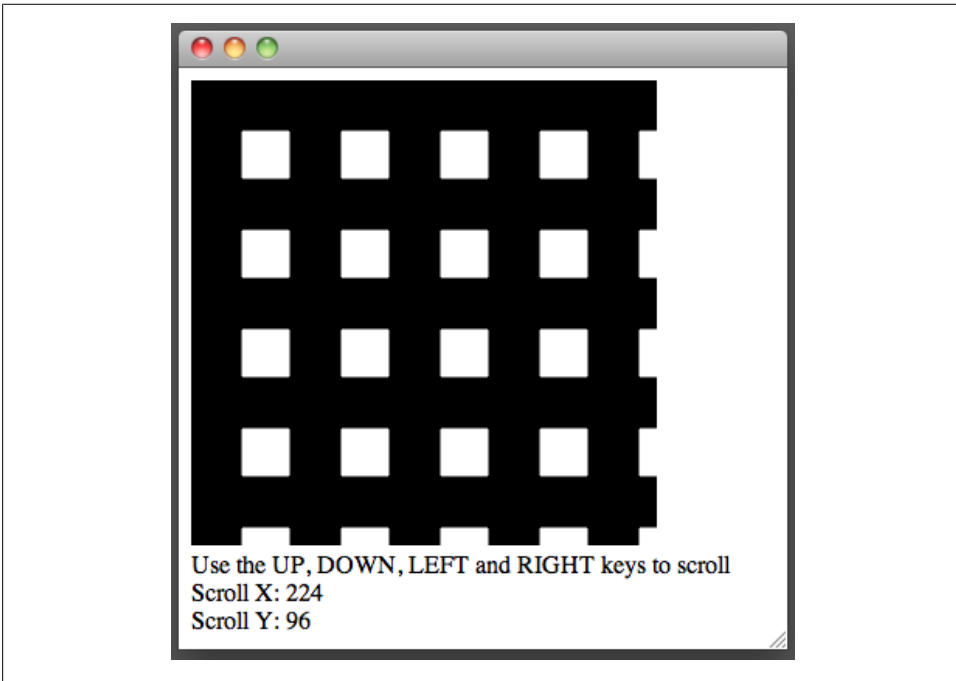 Use the UP, DOWN, LEFT and RIGHT keys to scroll
Scroll X: 224
Scroll Y: 96